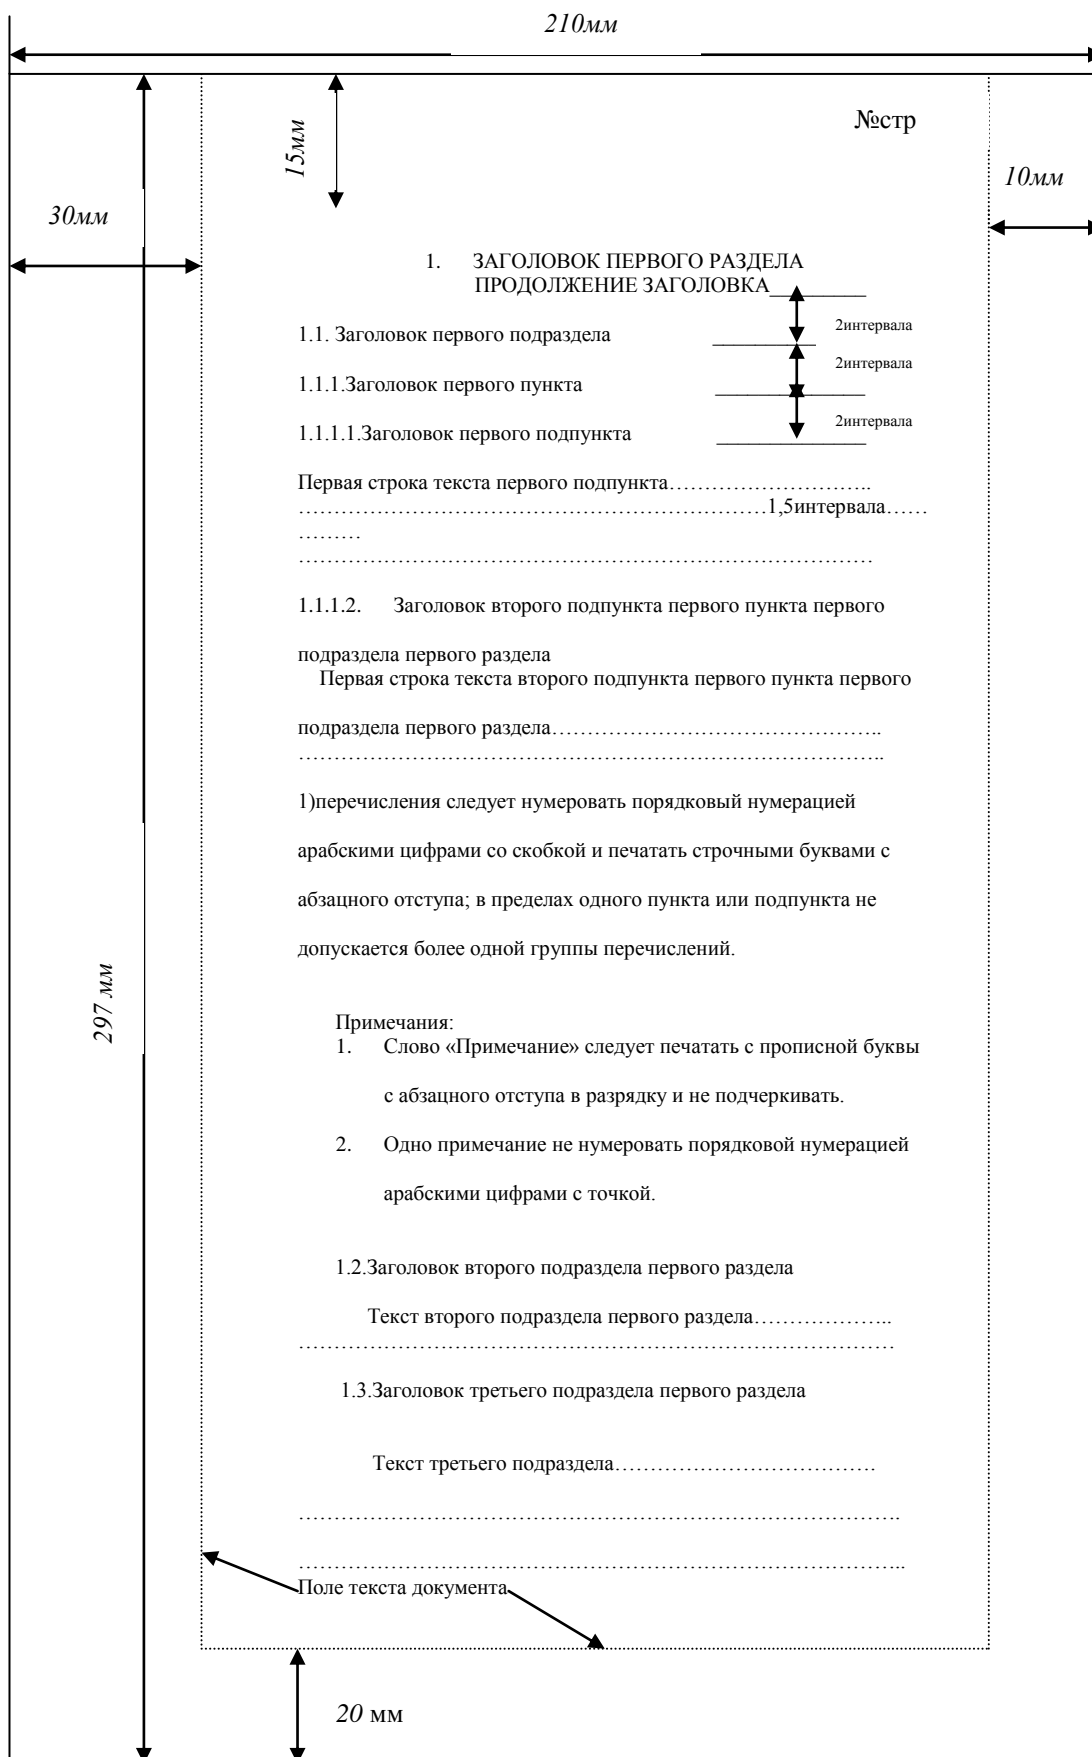 210мм
№стр
15мм
10мм
30мм
1. ЗАГОЛОВОК ПЕРВОГО РАЗДЕЛА
ПРОДОЛЖЕНИЕ ЗАГОЛОВКА_________
2интервала
1.1. Заголовок первого подраздела __________
2интервала
1.1.1.Заголовок первого пункта ______________
2интервала
1.1.1.1.Заголовок первого подпункта ______________
Первая строка текста первого подпункта………………………..
…………………………………………………………1,5интервала……
………
………………………………………………………………………
1.1.1.2. Заголовок второго подпункта первого пункта первого
подраздела первого раздела
Первая строка текста второго подпункта первого пункта первого
подраздела первого раздела………………………………………..
………………………………………………………………………..
1)перечисления следует нумеровать порядковый нумерацией
арабскими цифрами со скобкой и печатать строчными буквами с
абзацного отступа; в пределах одного пункта или подпункта не
допускается более одной группы перечислений.
297 мм
Примечания:
1. Слово «Примечание» следует печатать с прописной буквы
с абзацного отступа в разрядку и не подчеркивать.
2. Одно примечание не нумеровать порядковой нумерацией
арабскими цифрами с точкой.
1.2.Заголовок второго подраздела первого раздела
Текст второго подраздела первого раздела………………..
…………………………………………………………………………
1.3.Заголовок третьего подраздела первого раздела
Текст третьего подраздела……………………………….
………………………………………………………………………….
…………………………………………………………………………..
Поле текста документа
20 мм